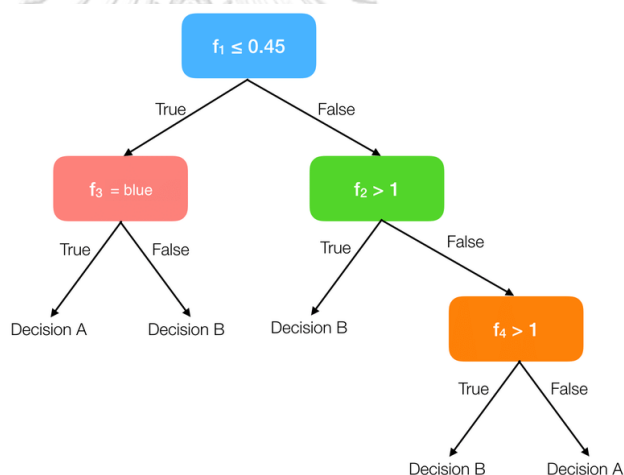 f₁ ≤ 0.45
True
False
f₃ = blue
f₂ > 1
True
False
True
False
Decision A
Decision B
Decision B
f₄ > 1
True
False
Decision B
Decision A